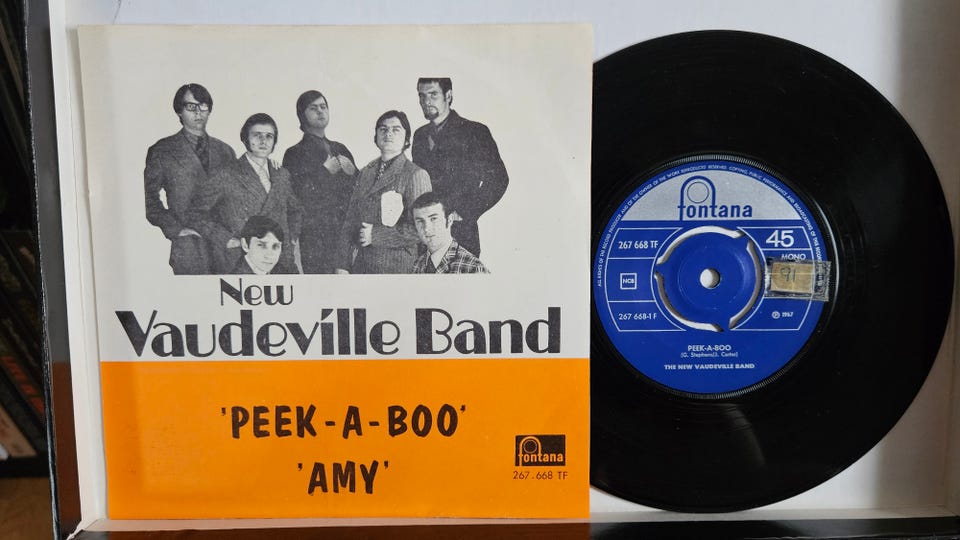 New
Vaudeville Band
'PEEK-A-BOO'
'AMY'
fontana
267.668 TF
fontana
267 668 TF
45
MONO
NCB
91
267 668-1 F
℗ 1967
PEEK-A-BOO
(G. Stephens/J. Carter)
THE NEW VAUDEVILLE BAND